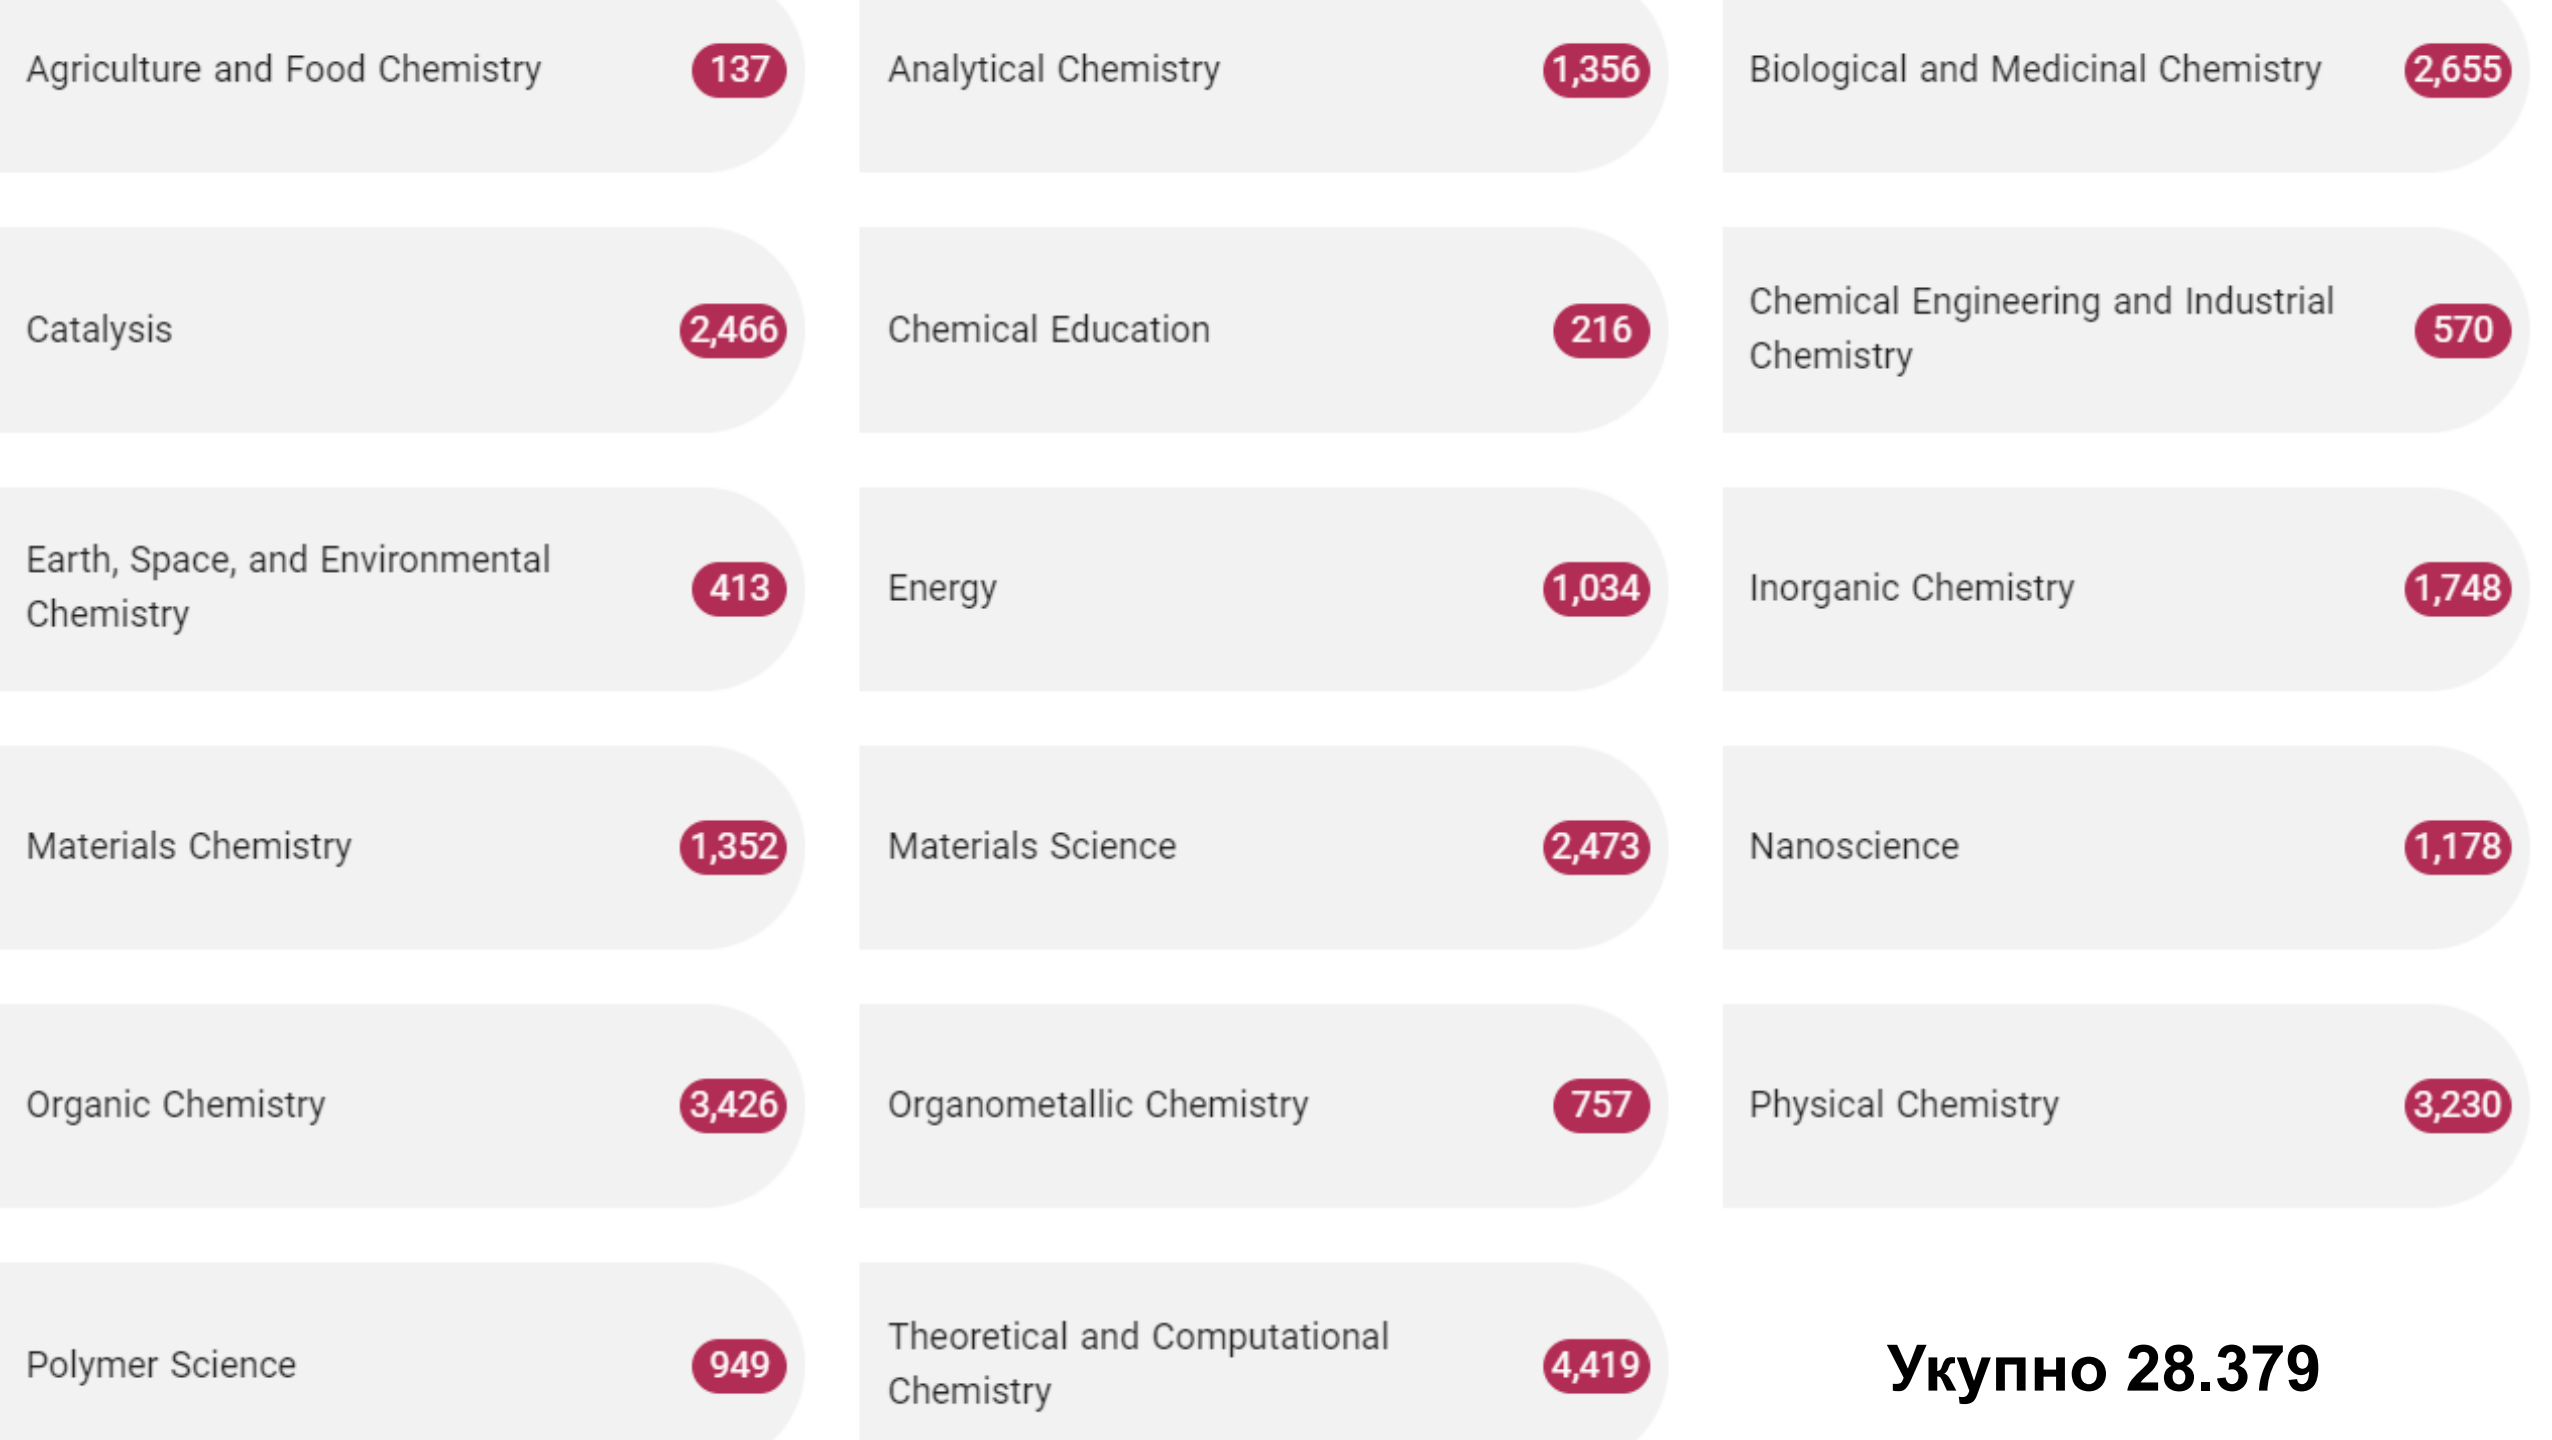 Agriculture and Food Chemistry 137
Analytical Chemistry 1,356
Biological and Medicinal Chemistry 2,655
Catalysis 2,466
Chemical Education 216
Chemical Engineering and Industrial
Chemistry 570
Earth, Space, and Environmental
Chemistry 413
Energy 1,034
Inorganic Chemistry 1,748
Materials Chemistry 1,352
Materials Science 2,473
Nanoscience 1,178
Organic Chemistry 3,426
Organometallic Chemistry 757
Physical Chemistry 3,230
Polymer Science 949
Theoretical and Computational
Chemistry 4,419
Укупно 28.379